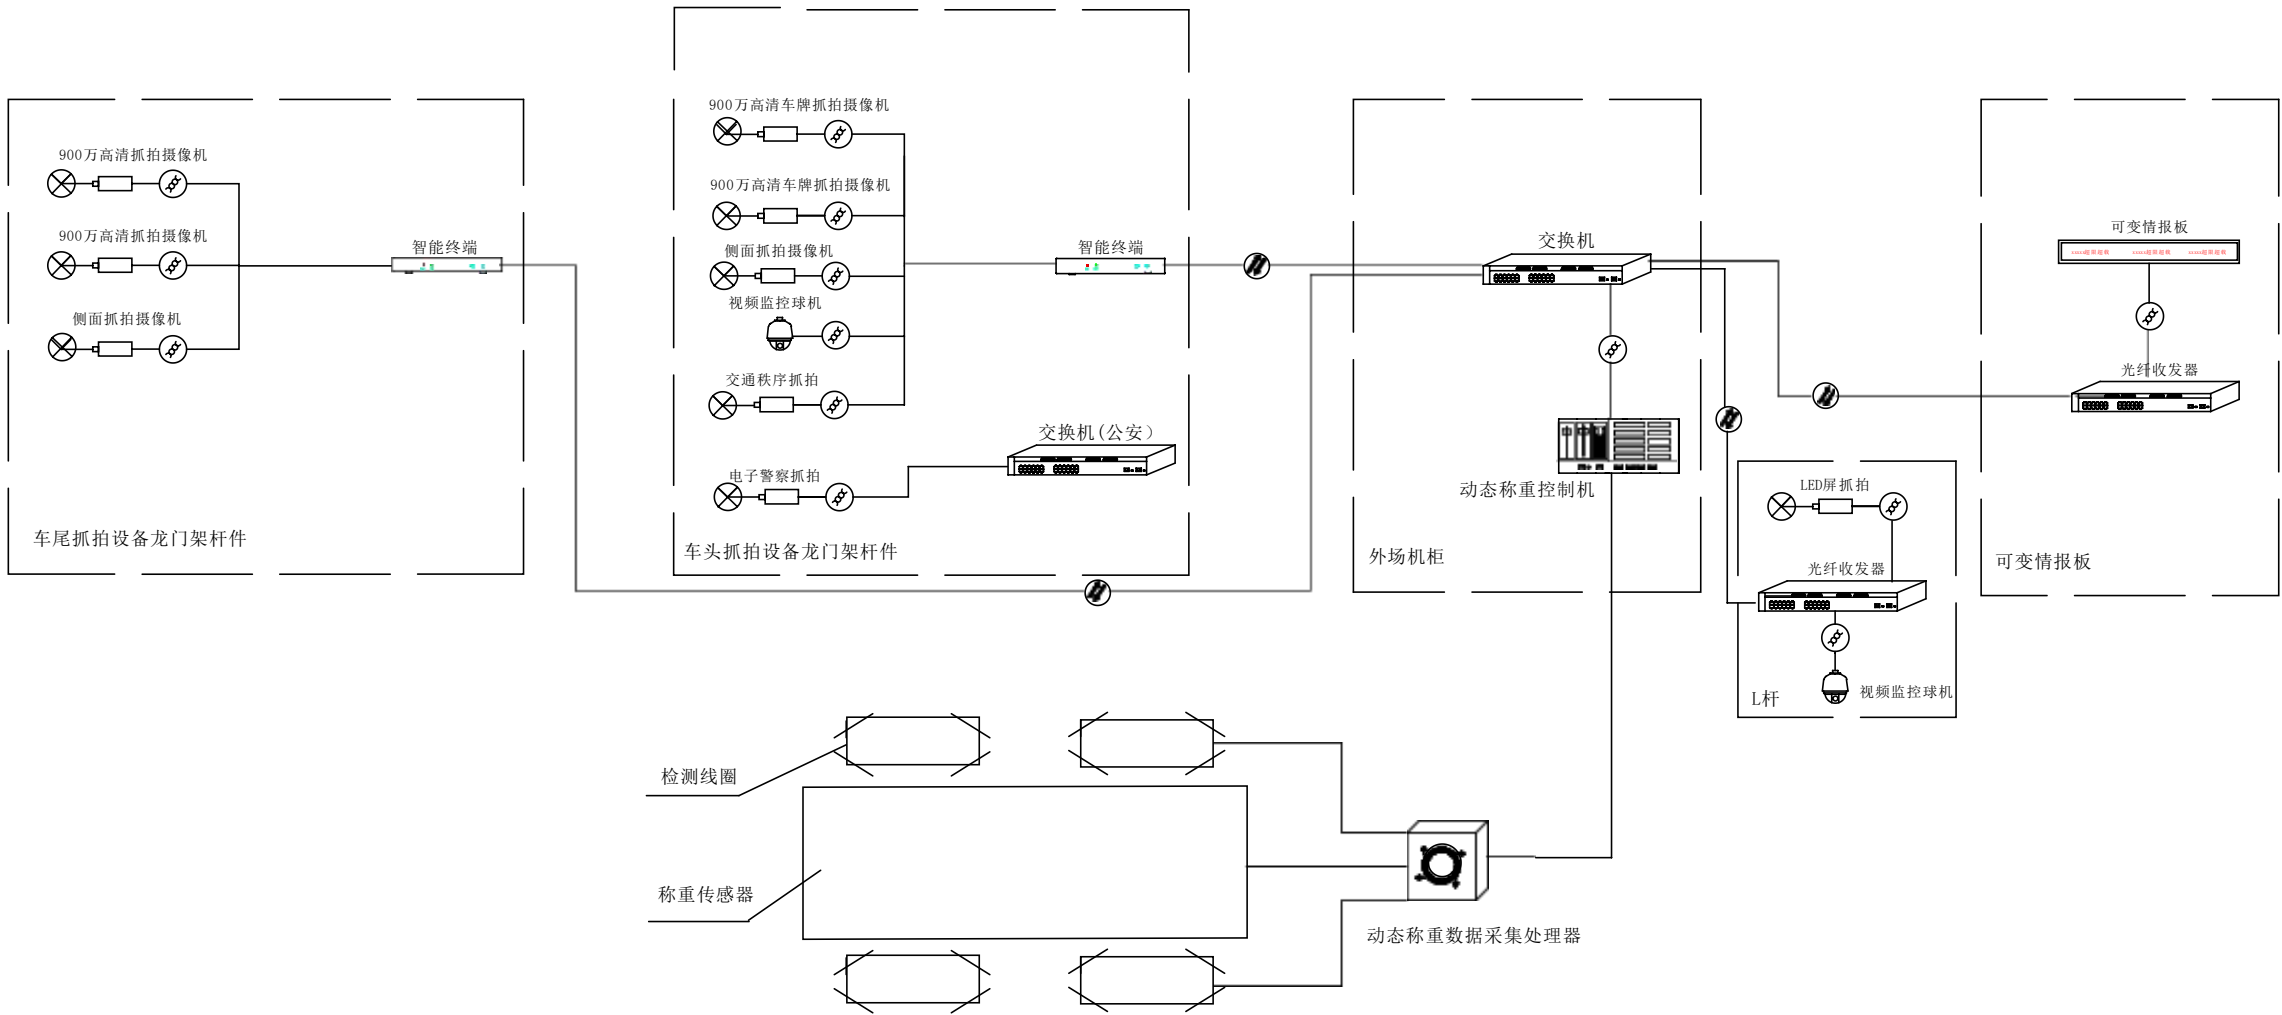 900万高清抓拍摄像机
900万高清抓拍摄像机
智能终端
侧面抓拍摄像机
车尾抓拍设备龙门架杆件
900万高清车牌抓拍摄像机
900万高清车牌抓拍摄像机
侧面抓拍摄像机
智能终端
视频监控球机
交通秩序抓拍
交换机(公安）
电子警察抓拍
车头抓拍设备龙门架杆件
交换机
动态称重控制机
外场机柜
LED屏抓拍
光纤收发器
视频监控球机
L杆
可变情报板
光纤收发器
可变情报板
检测线圈
称重传感器
动态称重数据采集处理器